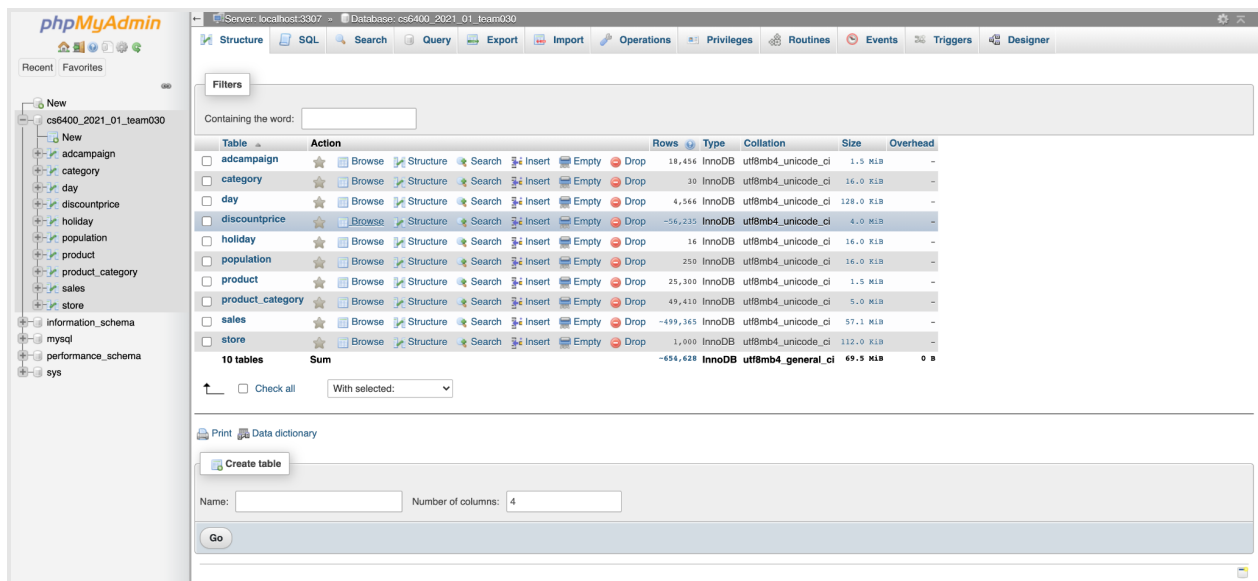 phpMyAdmin
Recent Favorites
New
cs6400_2021_01_team030
New
adcampaign
category
day
discountprice
holiday
population
product
product_category
sales
store
information_schema
mysql
performance_schema
sys
Server: localhost:3307 » Database: cs6400_2021_01_team030
Structure SQL Search Query Export Import Operations Privileges Routines Events Triggers Designer
Filters
Containing the word:
Table Action Rows Type Collation Size Overhead
adcampaign Browse Structure Search Insert Empty Drop 18,456 InnoDB utf8mb4_unicode_ci 1.5 MiB -
category Browse Structure Search Insert Empty Drop 30 InnoDB utf8mb4_unicode_ci 16.0 KiB -
day Browse Structure Search Insert Empty Drop 4,566 InnoDB utf8mb4_unicode_ci 128.0 KiB -
discountprice Browse Structure Search Insert Empty Drop ~56,235 InnoDB utf8mb4_unicode_ci 4.0 MiB -
holiday Browse Structure Search Insert Empty Drop 16 InnoDB utf8mb4_unicode_ci 16.0 KiB -
population Browse Structure Search Insert Empty Drop 250 InnoDB utf8mb4_unicode_ci 16.0 KiB -
product Browse Structure Search Insert Empty Drop 25,300 InnoDB utf8mb4_unicode_ci 1.5 MiB -
product_category Browse Structure Search Insert Empty Drop 49,410 InnoDB utf8mb4_unicode_ci 5.0 MiB -
sales Browse Structure Search Insert Empty Drop ~499,365 InnoDB utf8mb4_unicode_ci 57.1 MiB -
store Browse Structure Search Insert Empty Drop 1,000 InnoDB utf8mb4_unicode_ci 112.0 KiB -
10 tables Sum ~654,628 InnoDB utf8mb4_general_ci 69.5 MiB 0 B
Check all With selected:
Print Data dictionary
Create table
Name: Number of columns: 4
Go